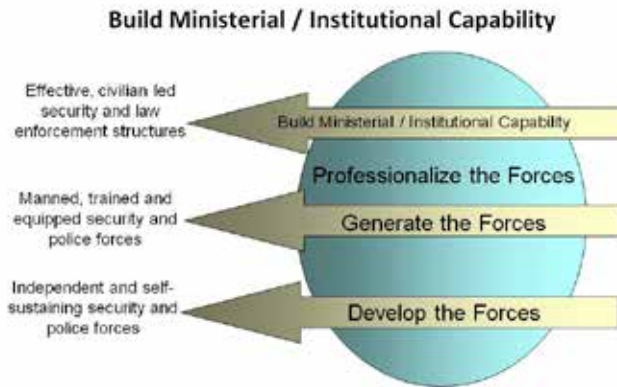 Build Ministerial / Institutional Capability
Effective, civilian led
security and law
enforcement structures
Build Ministerial / Institutional Capability
Professionalize the Forces
Manned, trained and
equipped security and
police forces
Generate the Forces
Independent and self-
sustaining security and
police forces
Develop the Forces